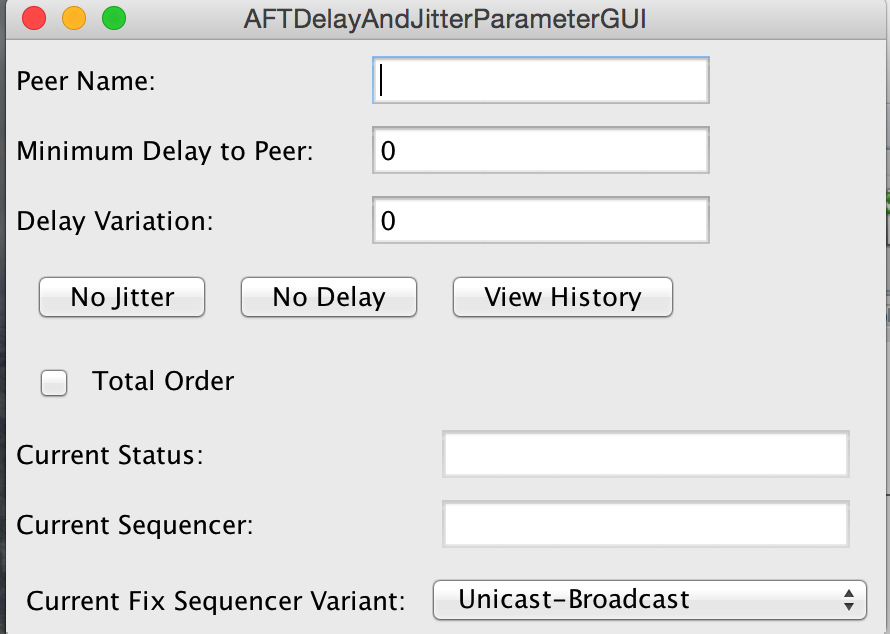 AFTDelayAndJitterParameterGUI
Peer Name:
Minimum Delay to Peer: 0
Delay Variation: 0
No Jitter No Delay View History
Total Order
Current Status:
Current Sequencer:
Current Fix Sequencer Variant: Unicast-Broadcast